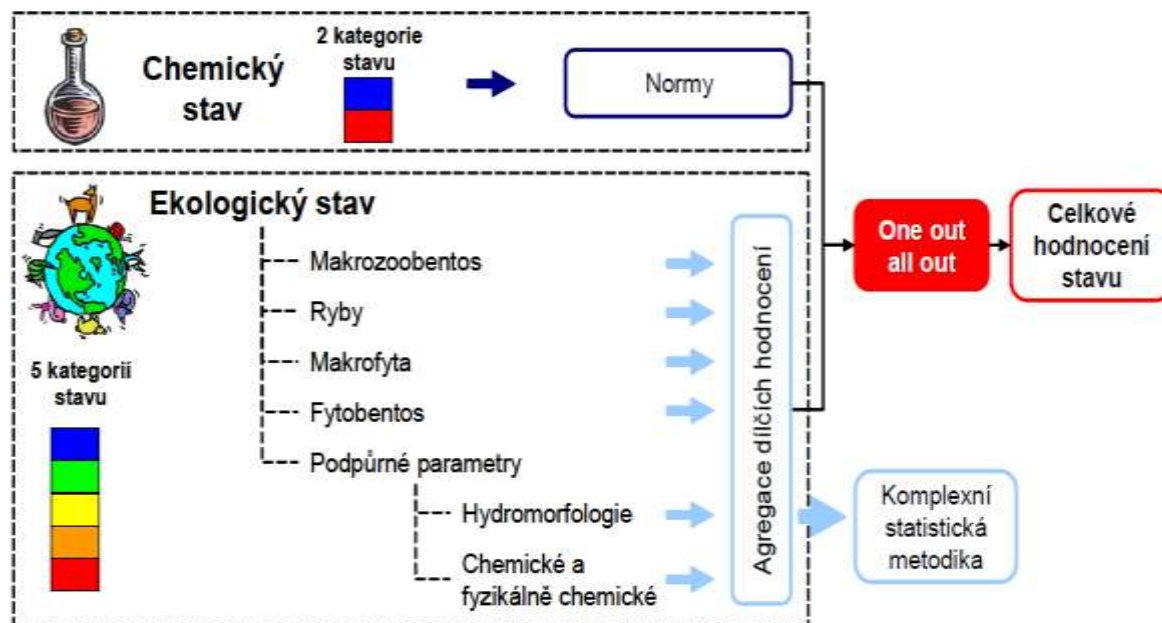 Chemický
stav
2 kategorie
stavu
Normy
Ekologický stav
Makrozoobentos
Ryby
Makrofyta
Fytobentos
Podpůrné parametry
Hydromorfologie
Chemické a
fyzikálně chemické
5 kategorií
stavu
Agregace dílčích hodnocení
One out
all out
Celkové
hodnocení
stavu
Komplexní
statistická
metodika